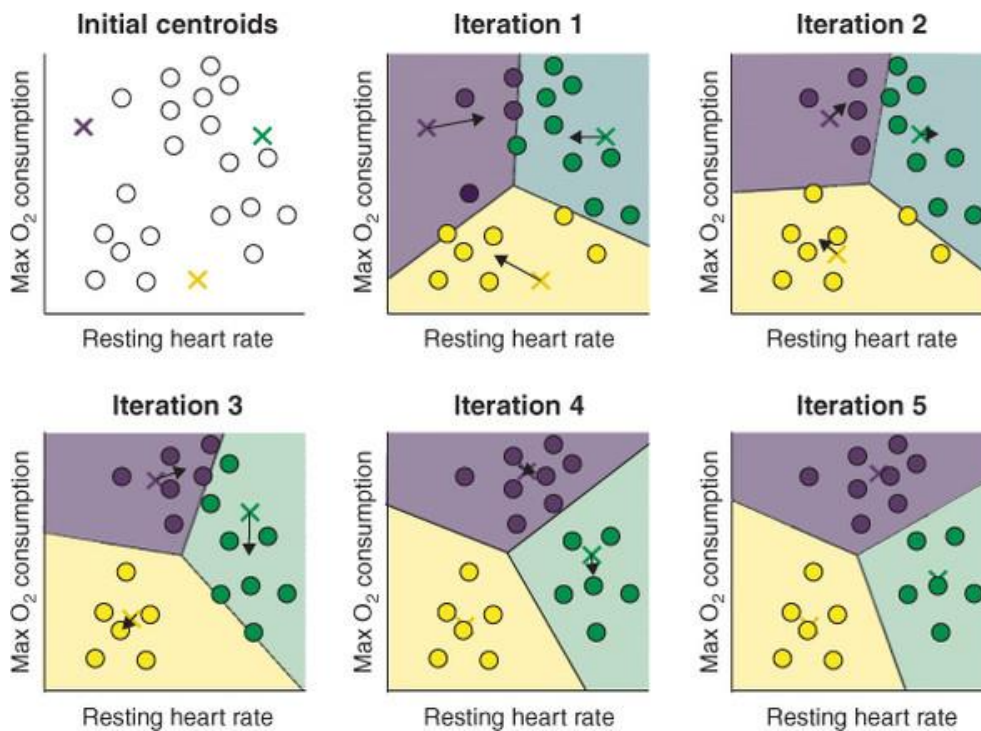 Initial centroids
Iteration 1
Iteration 2
Max O₂ consumption
Max O₂ consumption
Max O₂ consumption
Resting heart rate
Resting heart rate
Resting heart rate
Iteration 3
Iteration 4
Iteration 5
Max O₂ consumption
Max O₂ consumption
Max O₂ consumption
Resting heart rate
Resting heart rate
Resting heart rate